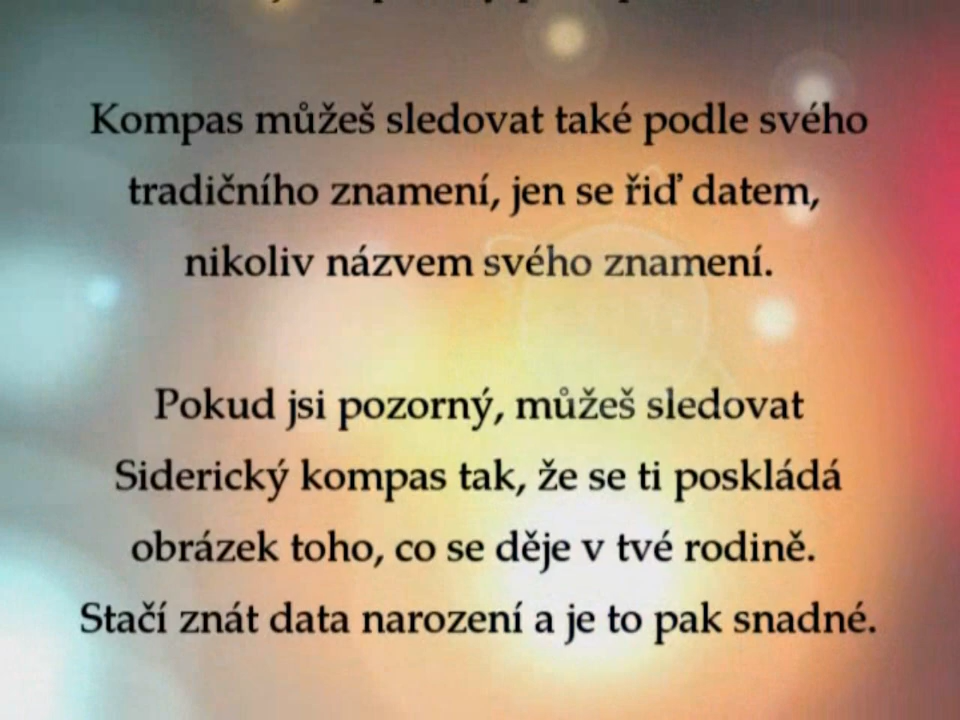 Kompas můžeš sledovat také podle svého
tradičního znamení, jen se řiď datem,
nikoliv názvem svého znamení.
Pokud jsi pozorný, můžeš sledovat
Siderický kompas tak, že se ti poskládá
obrázek toho, co se děje v tvé rodině.
Stačí znát data narození a je to pak snadné.